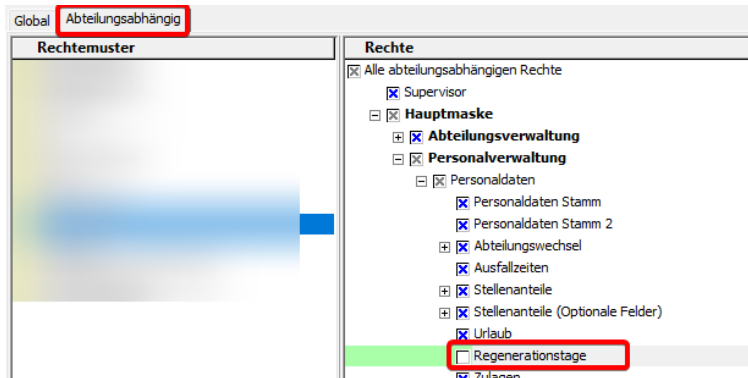 Global Abteilungsabhängig
Rechtemuster
Rechte
Alle abteilungsabhängigen Rechte
Supervisor
Hauptmaske
Abteilungsverwaltung
Personalverwaltung
Personaldaten
Personaldaten Stamm
Personaldaten Stamm 2
Abteilungswechsel
Ausfallzeiten
Stellenanteile
Stellenanteile (Optionale Felder)
Urlaub
Regenerationstage
Zulagen